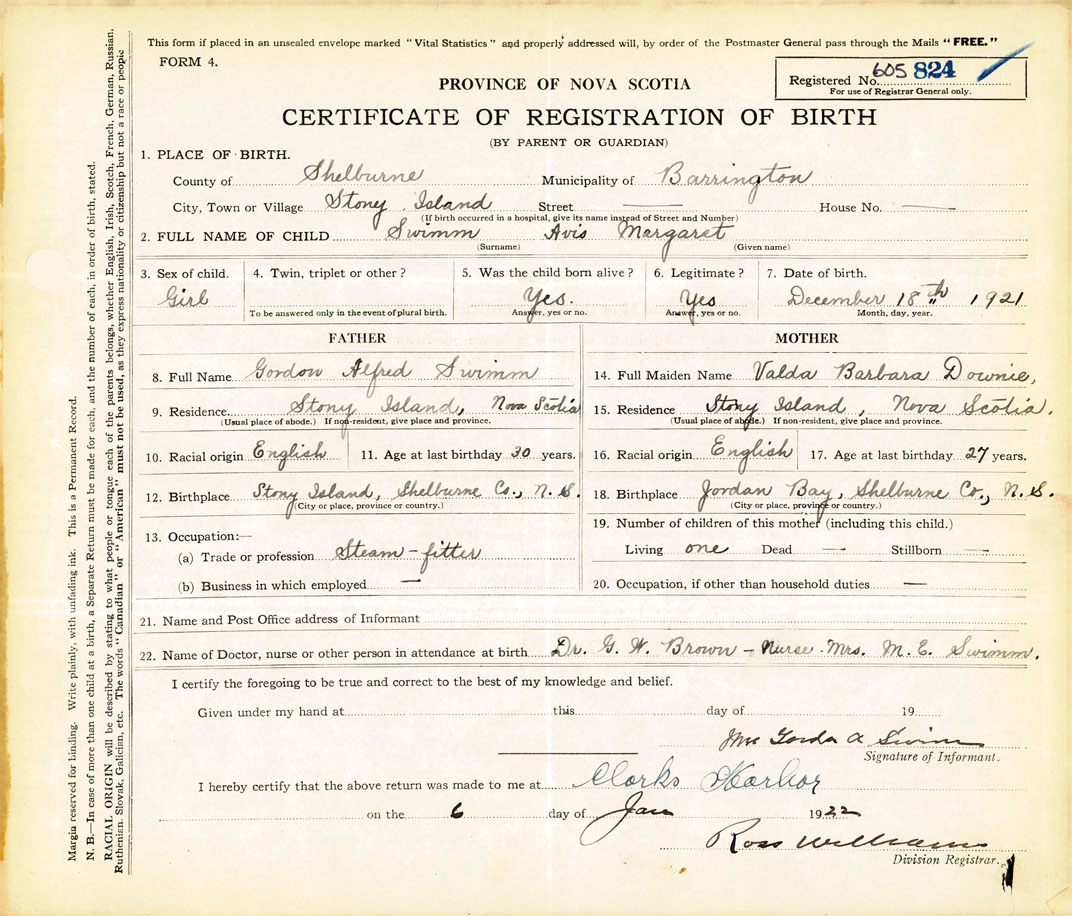 This form if placed in an unsealed envelope marked "Vital Statistics" and properly addressed will, by order of the Postmaster General pass through the Mails "FREE."
FORM 4.
Registered No. 605 824
For use of Registrar General only.
PROVINCE OF NOVA SCOTIA
CERTIFICATE OF REGISTRATION OF BIRTH
(BY PARENT OR GUARDIAN)
1. PLACE OF BIRTH.
County of Shelburne Municipality of Barrington
City, Town or Village Stony Island Street — House No. —
(If birth occurred in a hospital, give its name instead of Street and Number)
2. FULL NAME OF CHILD Swimm Avis Margaret
(Surname) (Given name)
3. Sex of child. 4. Twin, triplet or other? 5. Was the child born alive? 6. Legitimate? 7. Date of birth.
Girl Yes. Yes December 18th 1921
To be answered only in the event of plural birth. Answer, yes or no. Answer, yes or no. Month, day, year.
FATHER
8. Full Name Gordon Alfred Swimm
9. Residence. Stony Island, Nova Scotia
(Usual place of abode.) If non-resident, give place and province.
10. Racial origin English 11. Age at last birthday 30 years.
12. Birthplace Stony Island, Shelburne Co., N. S.
(City or place, province or country.)
13. Occupation:—
(a) Trade or profession Steam-fitter
(b) Business in which employed —
MOTHER
14. Full Maiden Name Valda Barbara Downie,
15. Residence Stony Island, Nova Scotia.
(Usual place of abode.) If non-resident, give place and province.
16. Racial origin English 17. Age at last birthday 27 years.
18. Birthplace Jordan Bay, Shelburne Co., N. S.
(City or place, province or country.)
19. Number of children of this mother (including this child.)
Living one Dead — Stillborn —
20. Occupation, if other than household duties —
21. Name and Post Office address of Informant
22. Name of Doctor, nurse or other person in attendance at birth Dr. G. W. Brown - Nurse - Mrs. M. E. Swimm.
I certify the foregoing to be true and correct to the best of my knowledge and belief.
Given under my hand at this day of 19
Mrs Gordon A Swimm
Signature of Informant.
I hereby certify that the above return was made to me at Clarks Harbor
on the 6 day of Jan 1922
Ross Williams
Division Registrar.
Margia reserved for binding. Write plainly, with unfading ink. This is a Permanent Record.
N. B.—In case of more than one child at a birth, a Separate Return must be made for each, and the number of each, in order of birth, stated.
RACIAL ORIGIN will be described by stating to what people or tongue each of the parents belongs, whether English, Irish, Scotch, French, German, Russian,
Ruthenian, Slovak, Galician, etc. The words "Canadian" or "American" must not be used, as they express nationality or citizenship but not a race or people